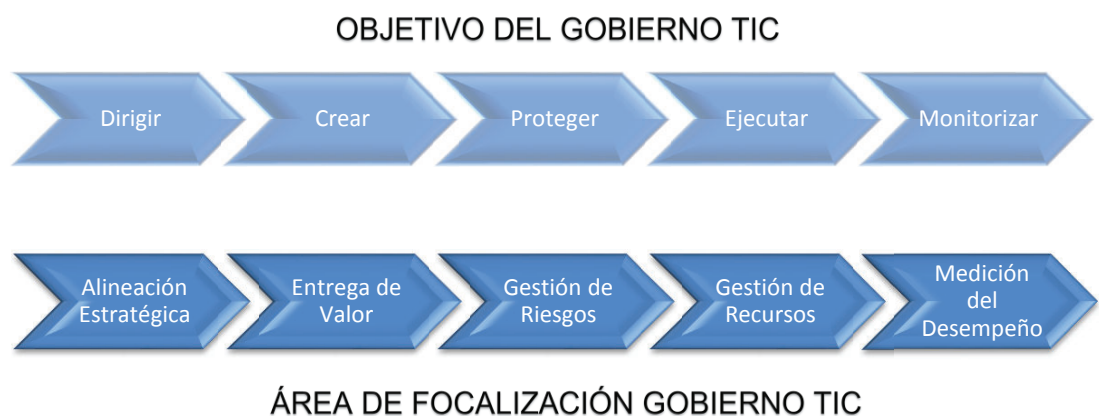 OBJETIVO DEL GOBIERNO TIC
Dirigir
Crear
Proteger
Ejecutar
Monitorizar
Alineación
Estratégica
Entrega de
Valor
Gestión de
Riesgos
Gestión de
Recursos
Medición
del
Desempeño
ÁREA DE FOCALIZACIÓN GOBIERNO TIC